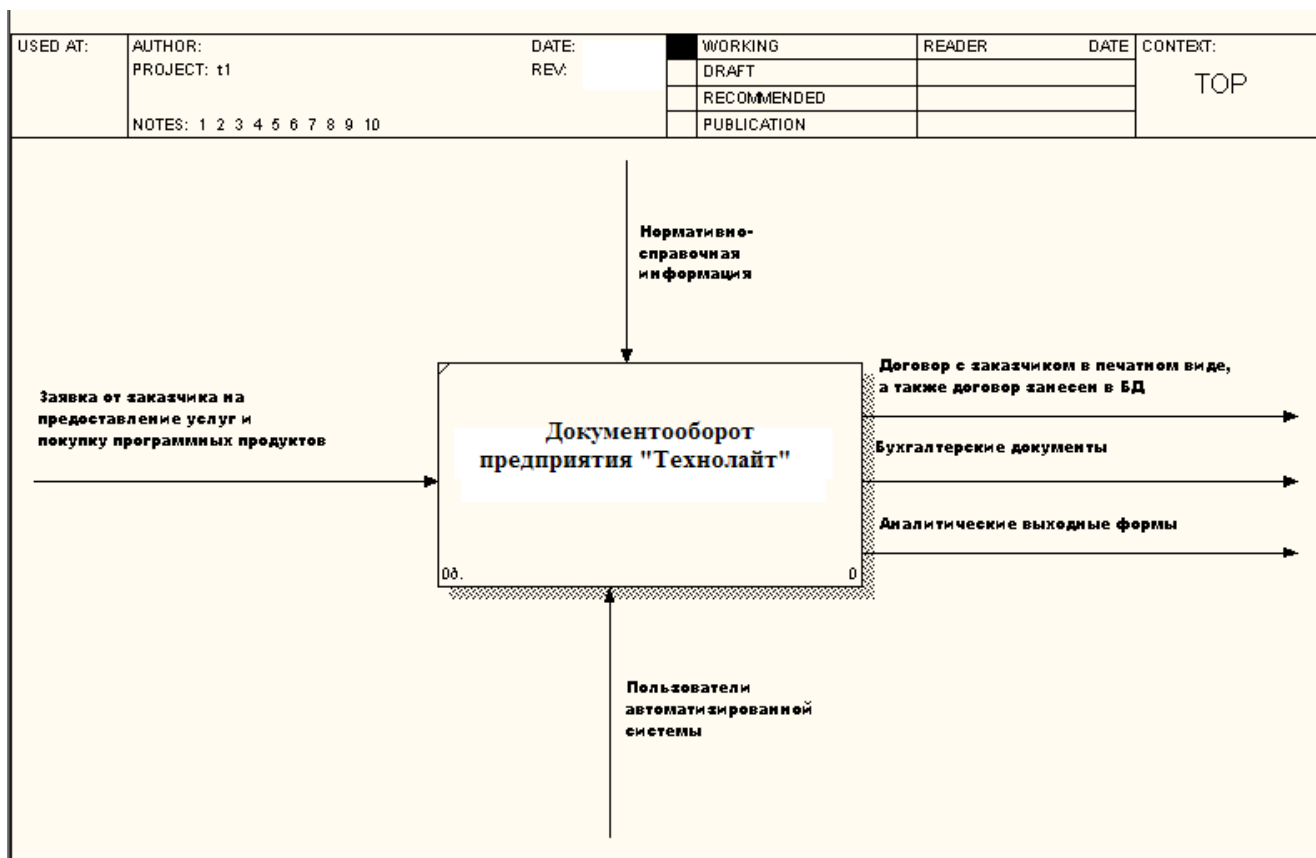 USED AT:
AUTHOR:
DATE:
WORKING
READER
DATE
CONTEXT:
PROJECT: t1
REV:
DRAFT
TOP
RECOMMENDED
NOTES: 1 2 3 4 5 6 7 8 9 10
PUBLICATION
Нормативно-
справочная
информация
Заявка от заказчика на
предоставление услуг и
покупку программных продуктов
Документооборот
предприятия "Технолайт"
0д.
0
Договор с заказчиком в печатном виде,
а также договор занесен в БД
Бухгалтерские документы
Аналитические выходные формы
Пользователи
автоматизированной
системы